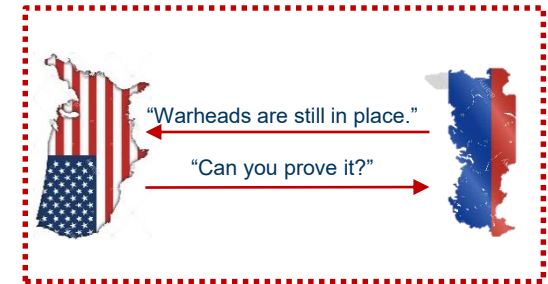 “Warheads are still in place.”
“Can you prove it?”